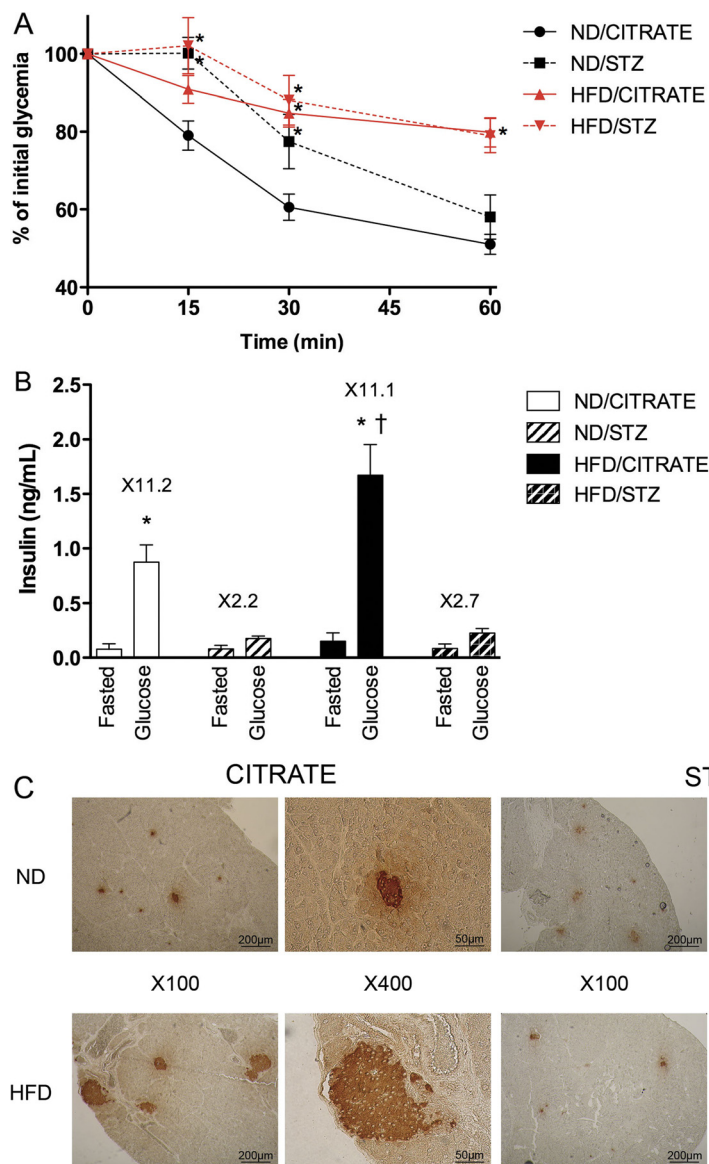 A
% of initial glycemia
100
80
60
40
0
15
30
45
60
Time (min)
*
*
*
*
*
*
ND/CITRATE
ND/STZ
HFD/CITRATE
HFD/STZ
B
Insulin (ng/mL)
2.5
2.0
1.5
1.0
0.5
0.0
X11.2
*
X2.2
X11.1
* †
X2.7
Fasted
Glucose
Fasted
Glucose
Fasted
Glucose
Fasted
Glucose
ND/CITRATE
ND/STZ
HFD/CITRATE
HFD/STZ
C
CITRATE
ST
ND
200µm
50µm
200µm
X100
X400
X100
HFD
200µm
50µm
200µm